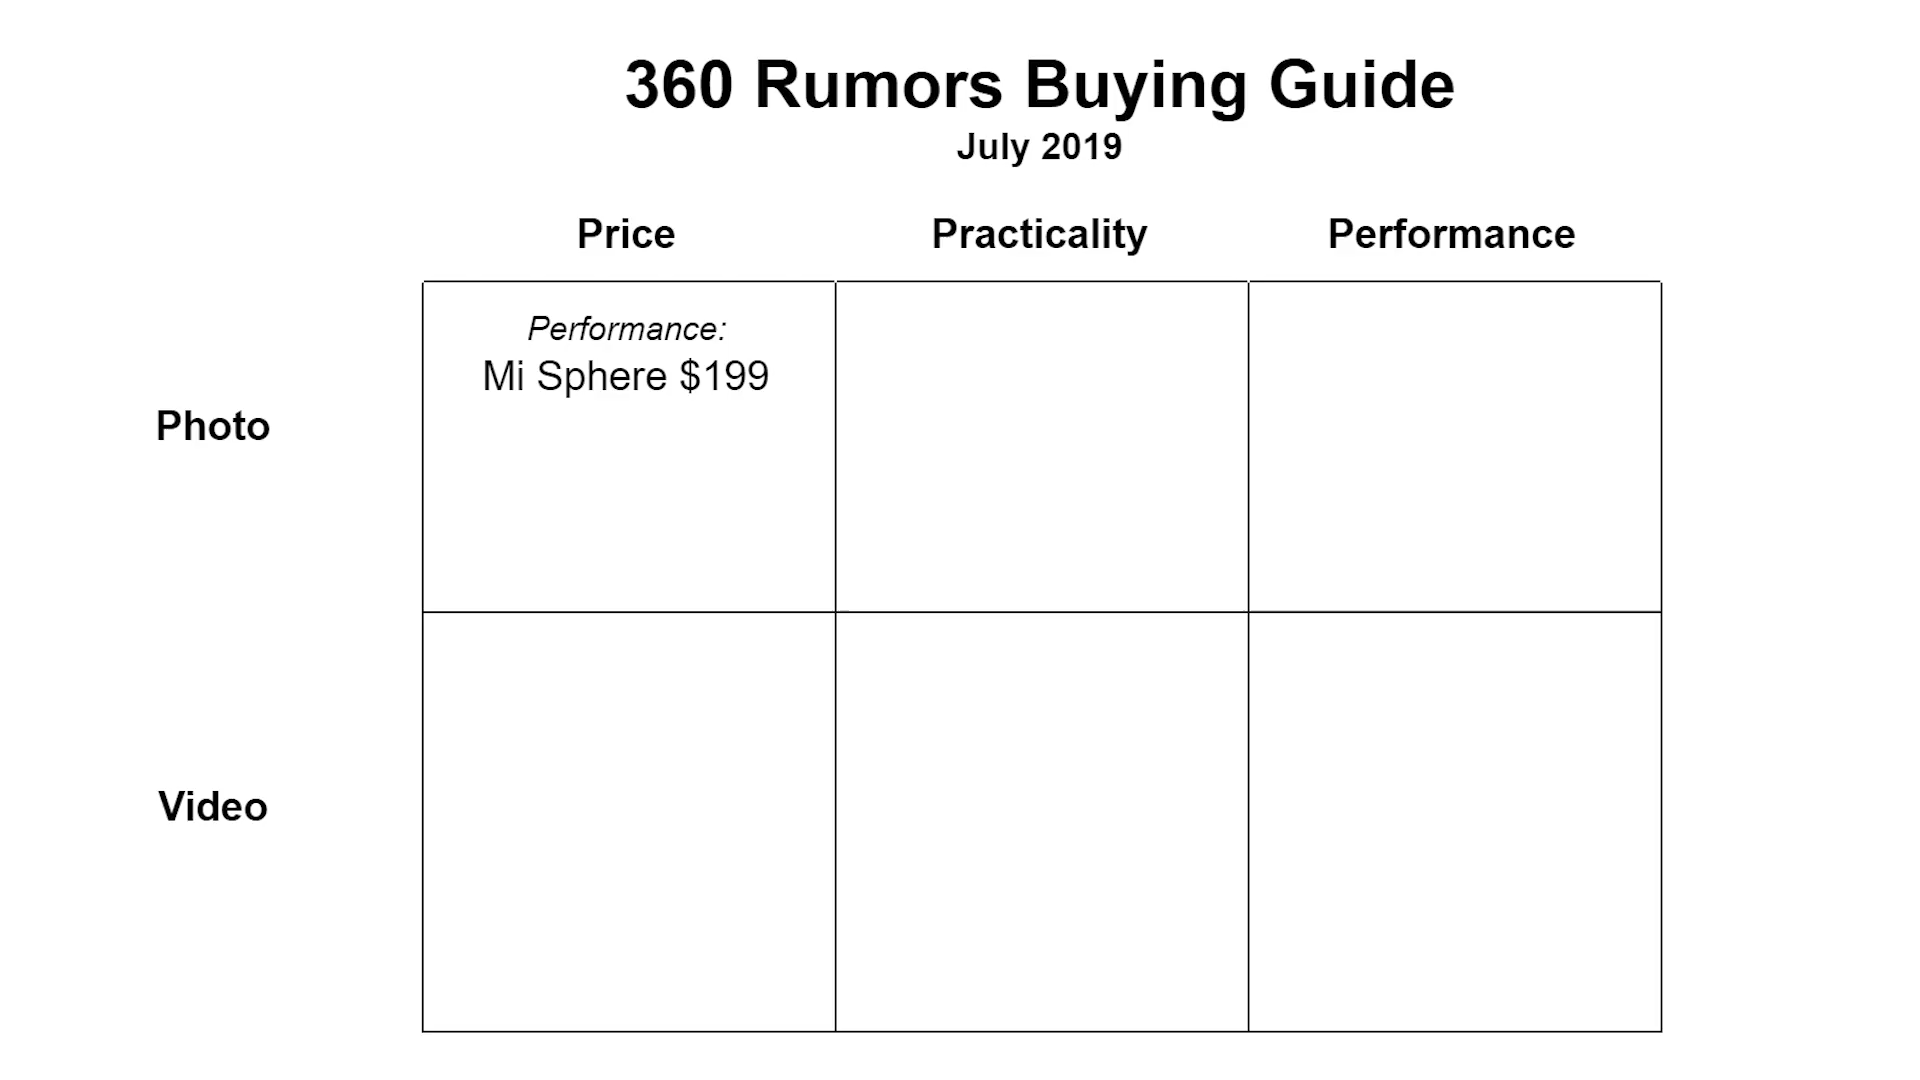 360 Rumors Buying Guide
July 2019
Price
Practicality
Performance
Performance:
Mi Sphere $199
Photo
Video